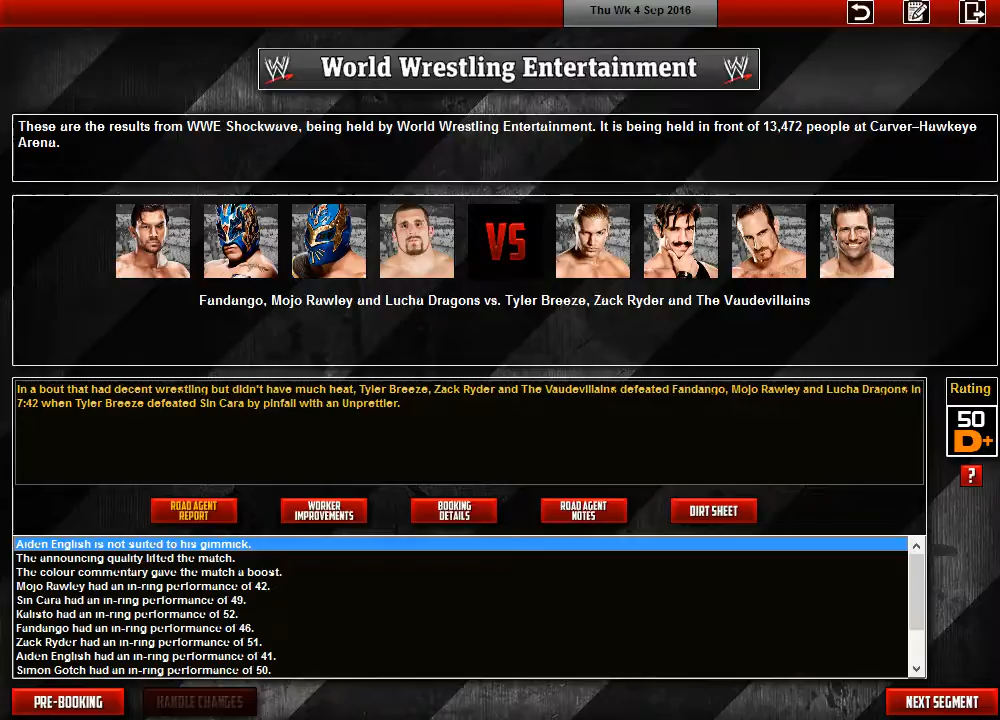 Thu Wk 4 Sep 2016
World Wrestling Entertainment
These are the results from WWE Shockwave, being held by World Wrestling Entertainment. It is being held in front of 13,472 people at Carver–Hawkeye
Arena.
VS
Fandango, Mojo Rawley and Lucha Dragons vs. Tyler Breeze, Zack Ryder and The Vaudevillains
In a bout that had decent wrestling but didn't have much heat, Tyler Breeze, Zack Ryder and The Vaudevillains defeated Fandango, Mojo Rawley and Lucha Dragons in
7:42 when Tyler Breeze defeated Sin Cara by pinfall with an Unprettier.
Rating
50
D+
?
ROAD AGENT REPORT
WORKER IMPROVEMENTS
BOOKING DETAILS
ROAD AGENT NOTES
DIRT SHEET
Aiden English is not suited to his gimmick.
The announcing quality lifted the match.
The colour commentary gave the match a boost.
Mojo Rawley had an in-ring performance of 42.
Sin Cara had an in-ring performance of 49.
Kalisto had an in-ring performance of 52.
Fandango had an in-ring performance of 46.
Zack Ryder had an in-ring performance of 51.
Aiden English had an in-ring performance of 41.
Simon Gotch had an in-ring performance of 50.
PRE-BOOKING
HANDLE CHANGES
NEXT SEGMENT